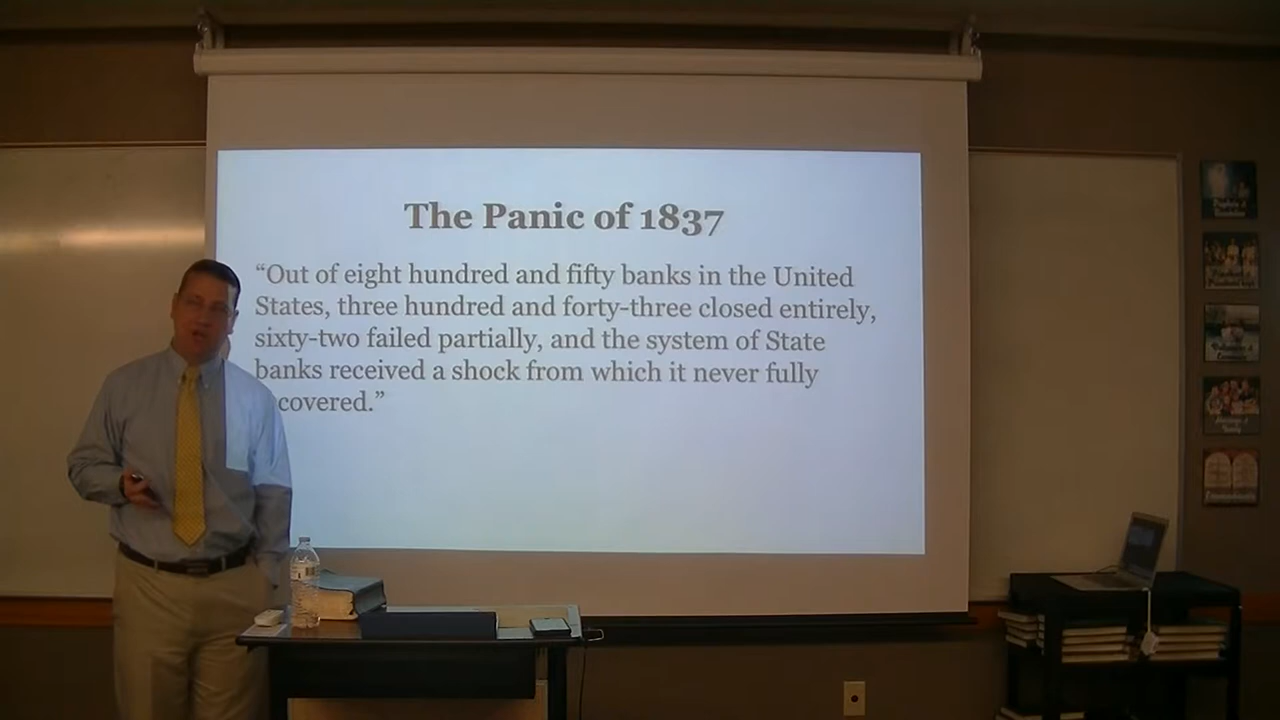 The Panic of 1837
“Out of eight hundred and fifty banks in the United
States, three hundred and forty-three closed entirely,
sixty-two failed partially, and the system of State
banks received a shock from which it never fully
covered.”